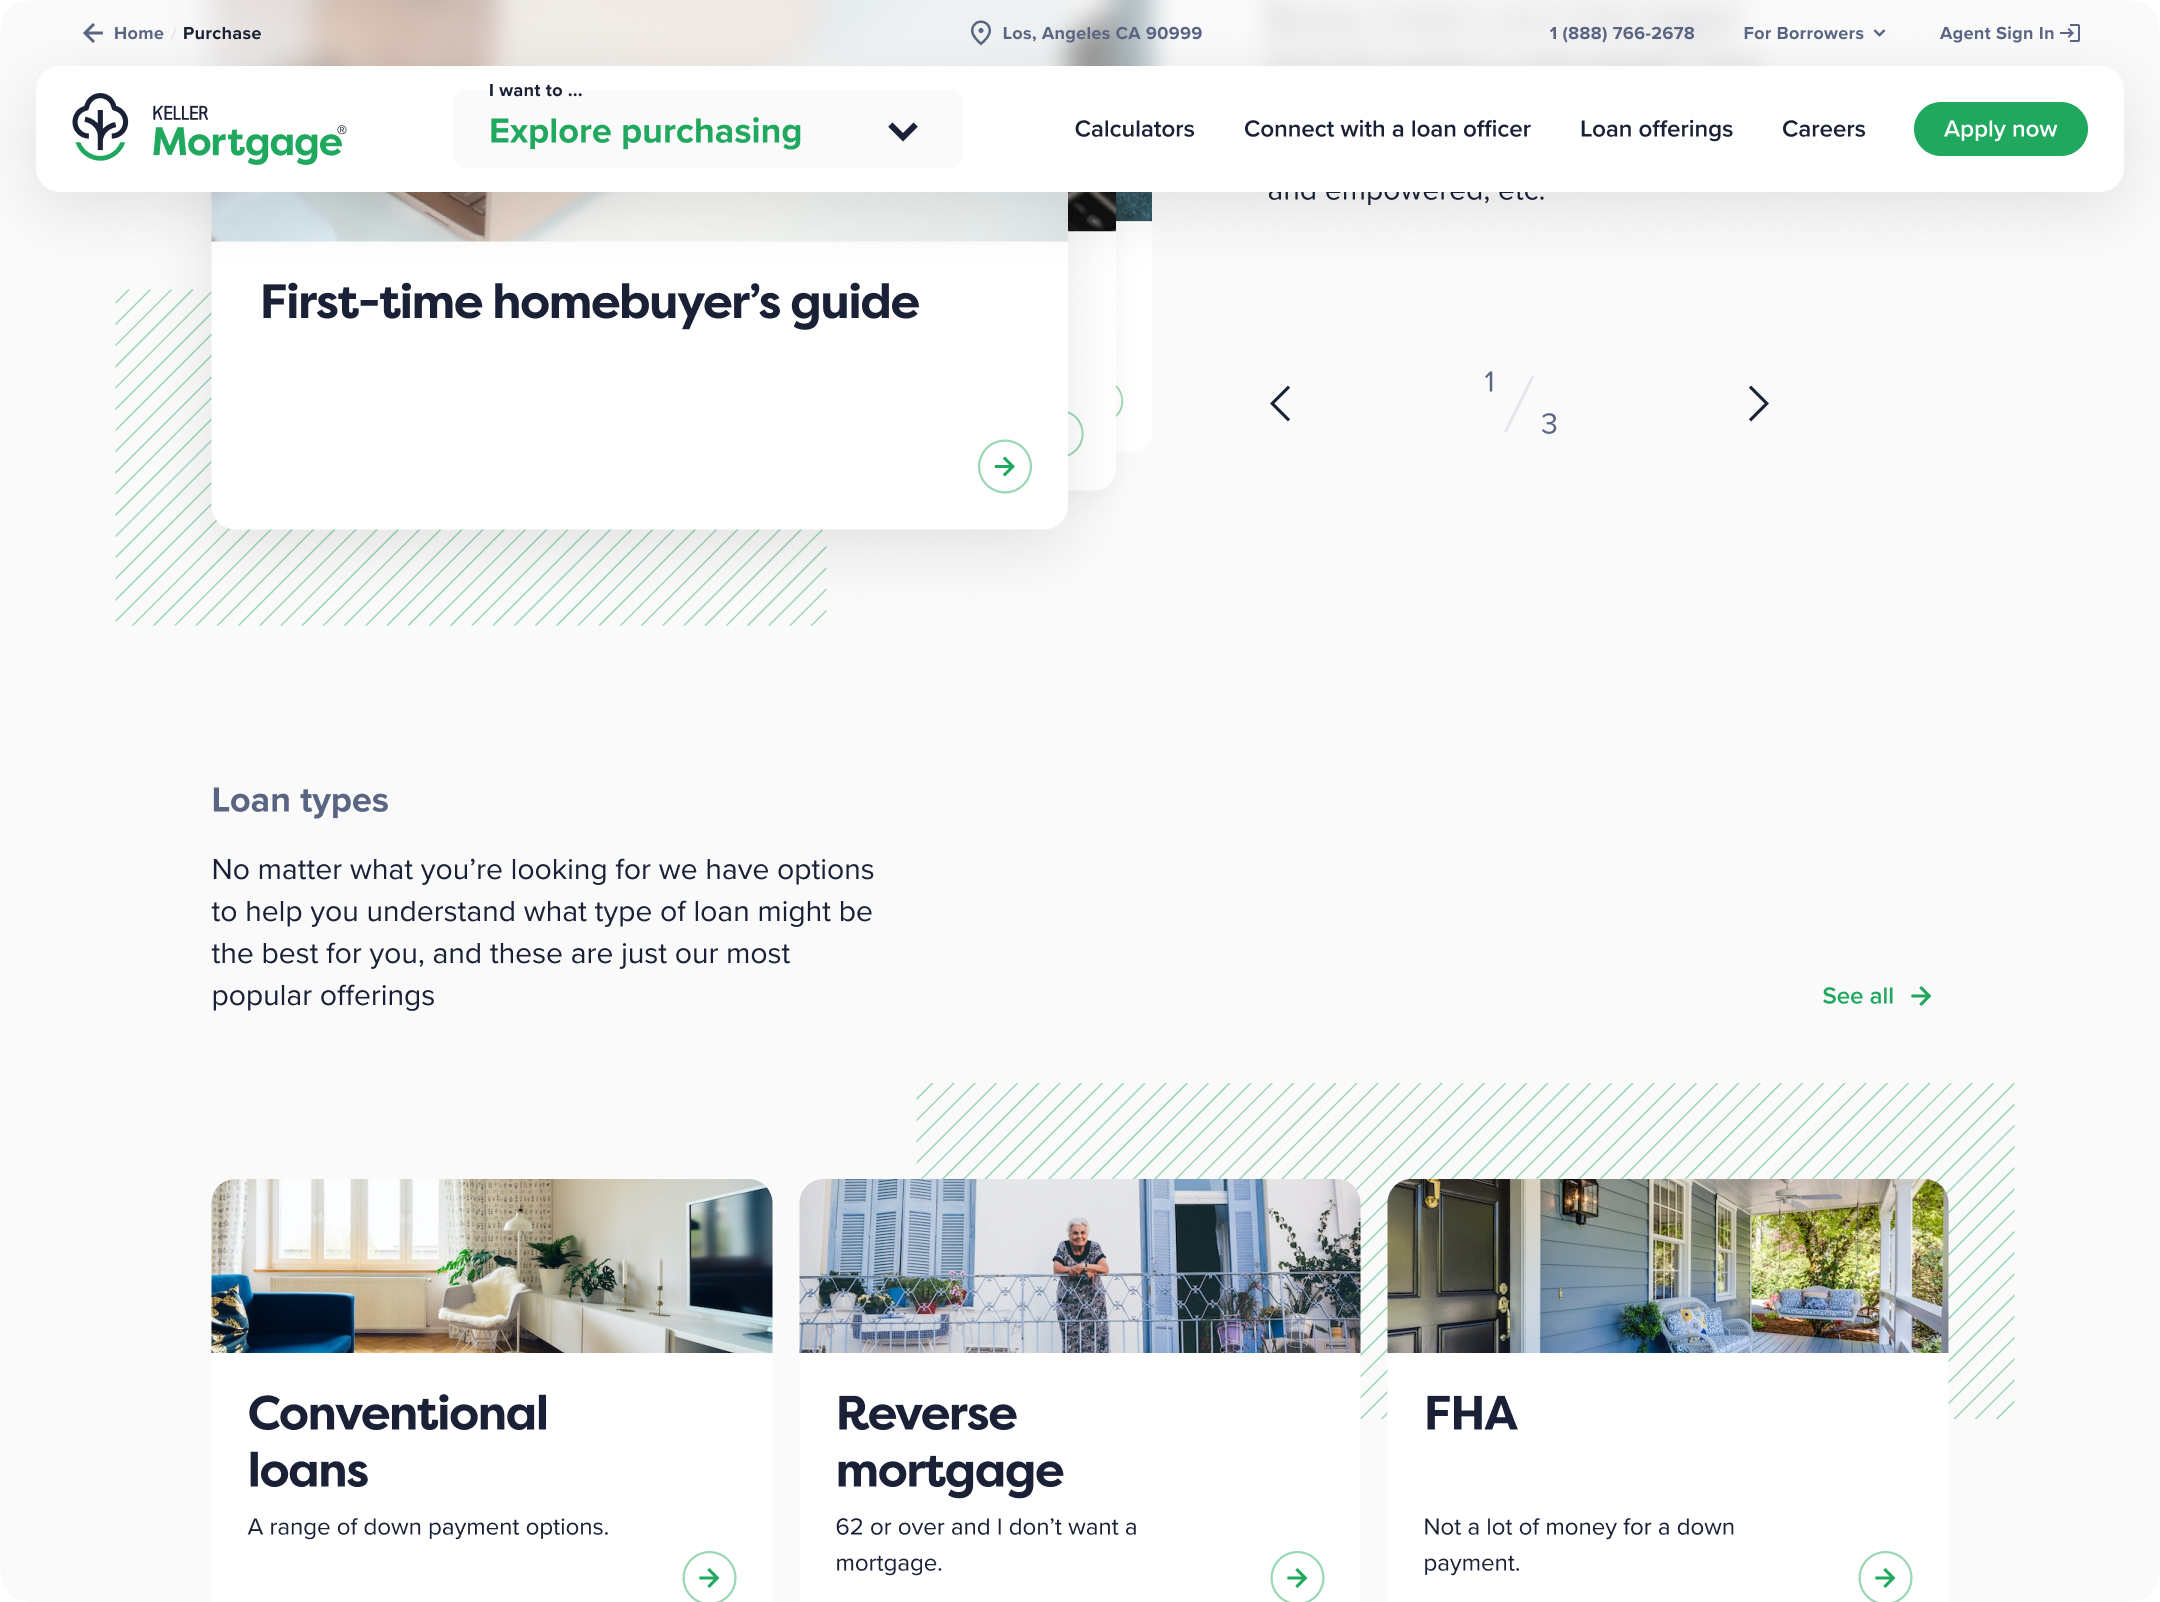 Home / Purchase
Los, Angeles CA 90999
1 (888) 766-2678
For Borrowers
Agent Sign In
KELLER
Mortgage®
I want to ...
Explore purchasing
Calculators
Connect with a loan officer
Loan offerings
Careers
Apply now
and empowered, etc.
First-time homebuyer’s guide
1 / 3
Loan types
No matter what you’re looking for we have options
to help you understand what type of loan might be
the best for you, and these are just our most
popular offerings
See all
Conventional
loans
A range of down payment options.
Reverse
mortgage
62 or over and I don’t want a
mortgage.
FHA
Not a lot of money for a down
payment.